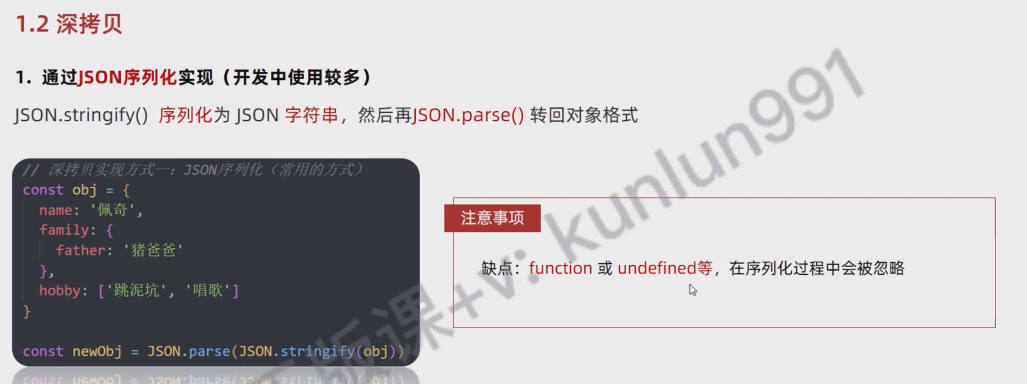 1.2 深拷贝
1. 通过JSON序列化实现（开发中使用较多）
JSON.stringify() 序列化为 JSON 字符串，然后再JSON.parse() 转回对象格式
// 深拷贝实现方式一：JSON序列化（常用的方式）
const obj = {
  name: '佩奇',
  family: {
    father: '猪爸爸'
  },
  hobby: ['跳泥坑', '唱歌']
}
const newObj = JSON.parse(JSON.stringify(obj))
注意事项
缺点：function 或 undefined等，在序列化过程中会被忽略
版课+v: kunlun991